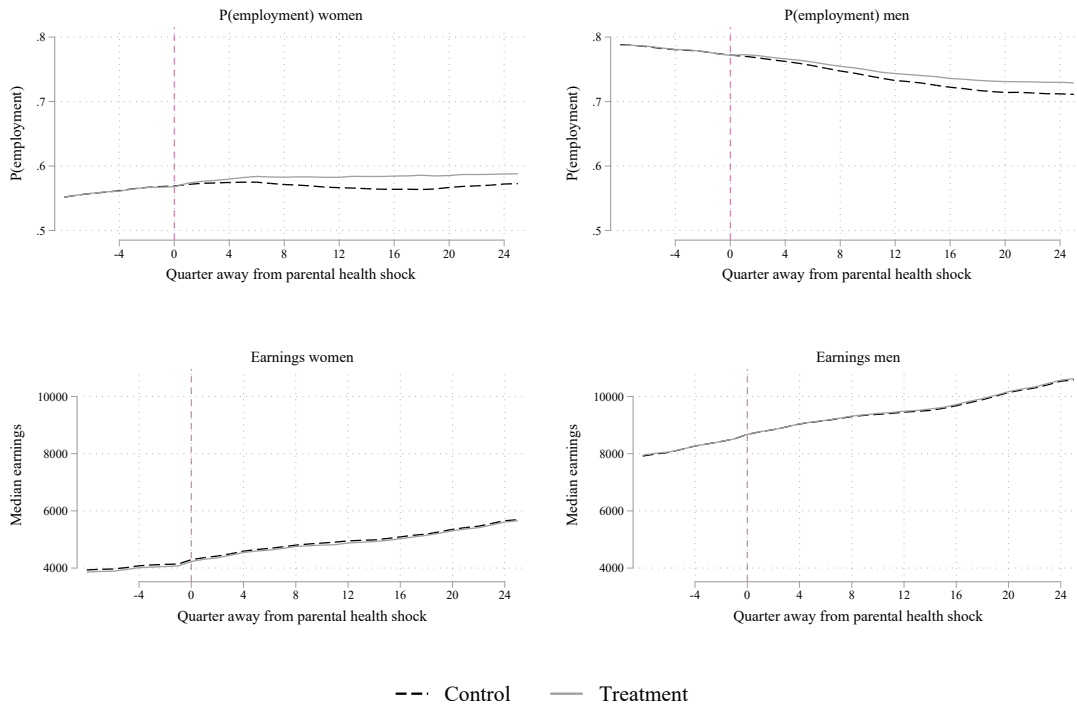 P(employment) women
P(employment)
.8
.7
.6
.5
-4 0 4 8 12 16 20 24
Quarter away from parental health shock
P(employment) men
P(employment)
.8
.7
.6
.5
-4 0 4 8 12 16 20 24
Quarter away from parental health shock
Earnings women
Median earnings
10000
8000
6000
4000
-4 0 4 8 12 16 20 24
Quarter away from parental health shock
Earnings men
Median earnings
10000
8000
6000
4000
-4 0 4 8 12 16 20 24
Quarter away from parental health shock
Control Treatment